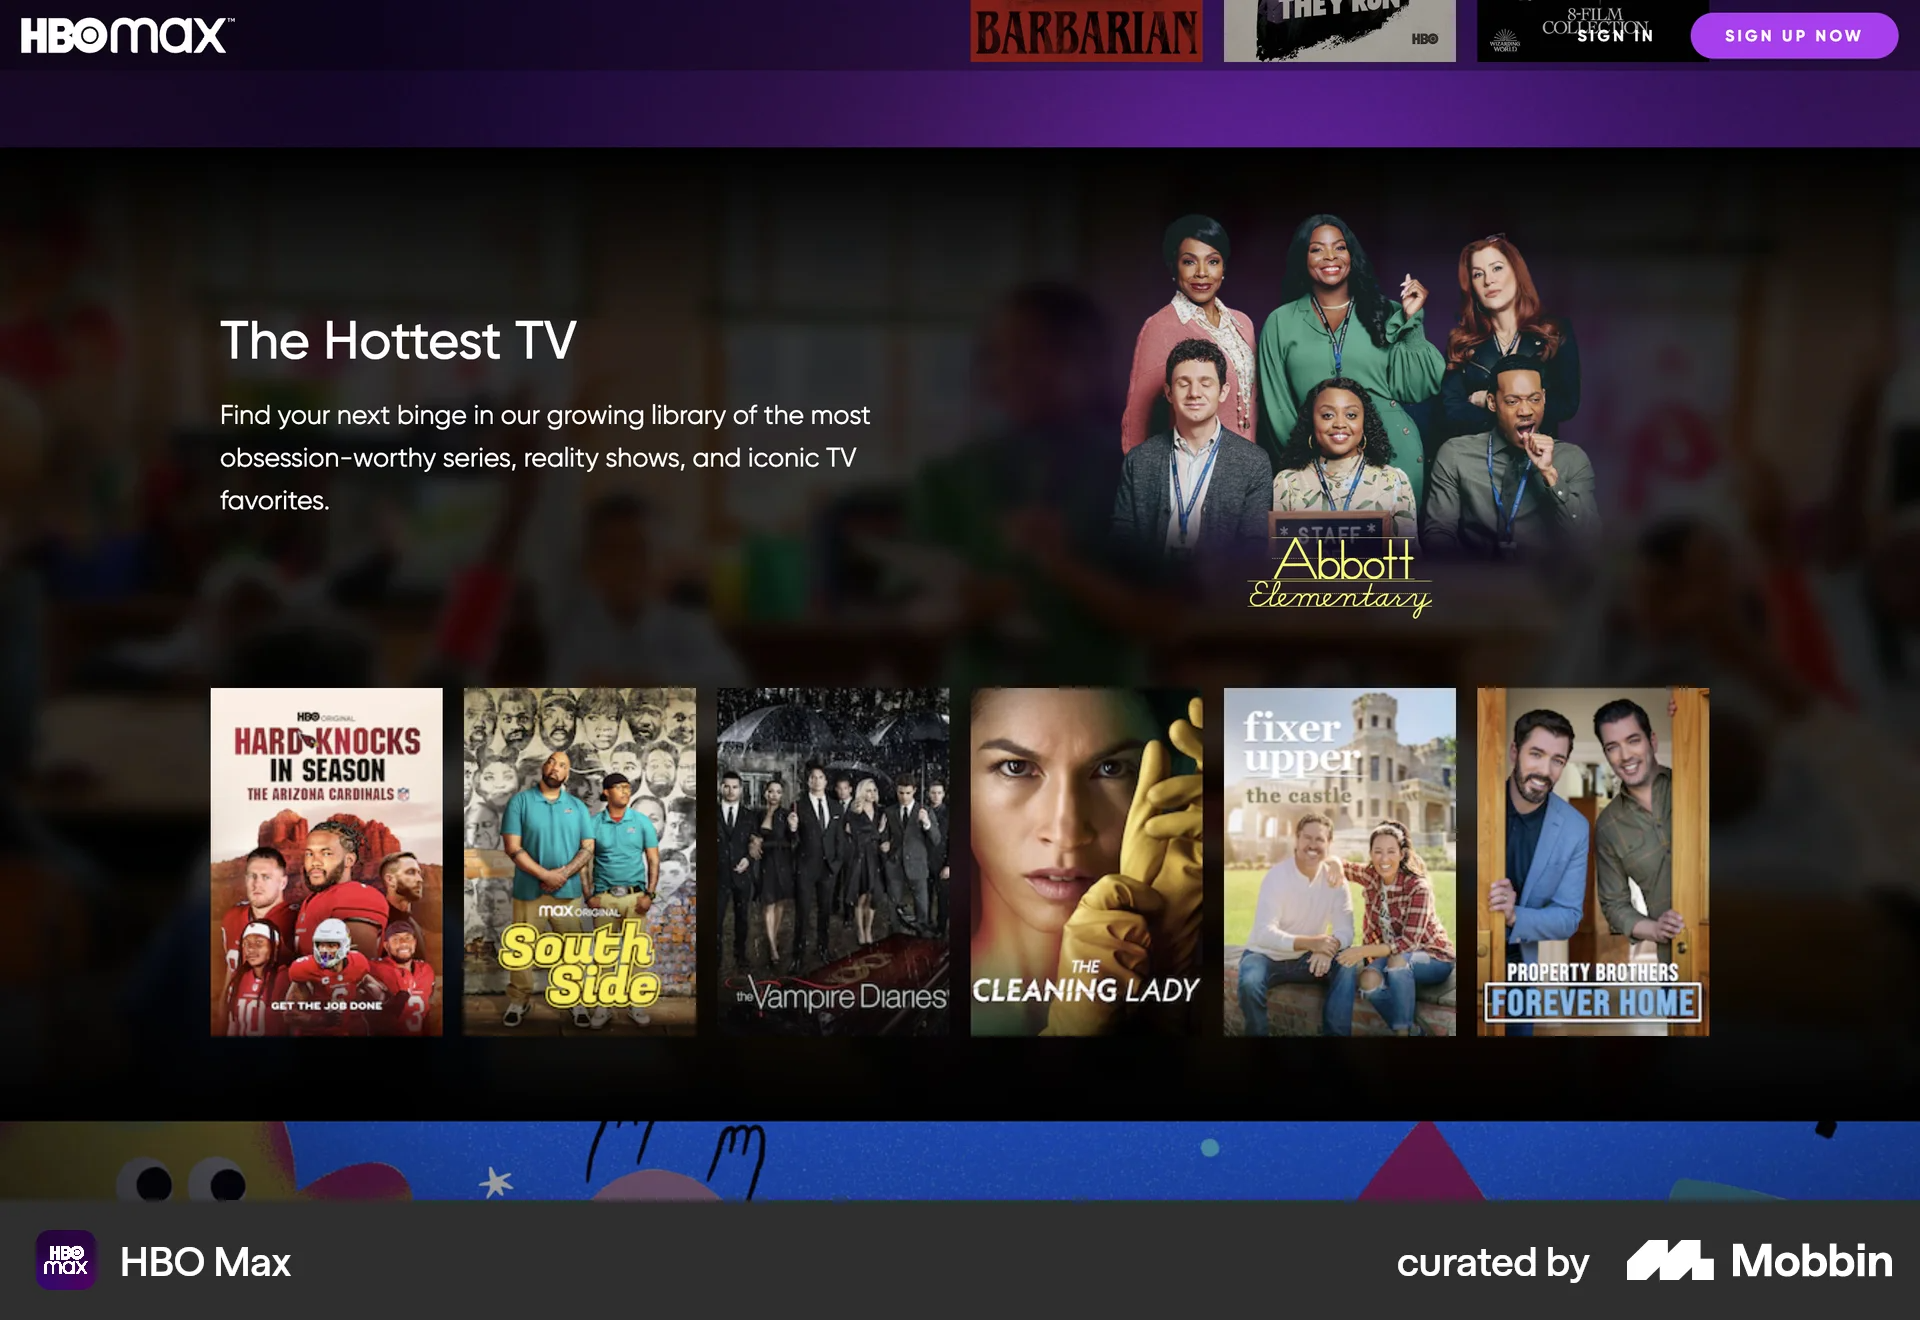 HBOmax™
BARBARIAN
THEY RUN
HBO
WIZARDING
WORLD
8-FILM
COLLECTION
SIGN IN
SIGN UP NOW
The Hottest TV
Find your next binge in our growing library of the most
obsession-worthy series, reality shows, and iconic TV
favorites.
* STAFF *
Abbott
Elementary
HBO ORIGINAL
HARD KNOCKS
IN SEASON
THE ARIZONA CARDINALS
GET THE JOB DONE
max ORIGINAL
South
Side
the Vampire Diaries
THE
CLEANING LADY
fixer
upper
the castle
PROPERTY BROTHERS
FOREVER HOME
HBO
max
HBO Max
curated by
Mobbin